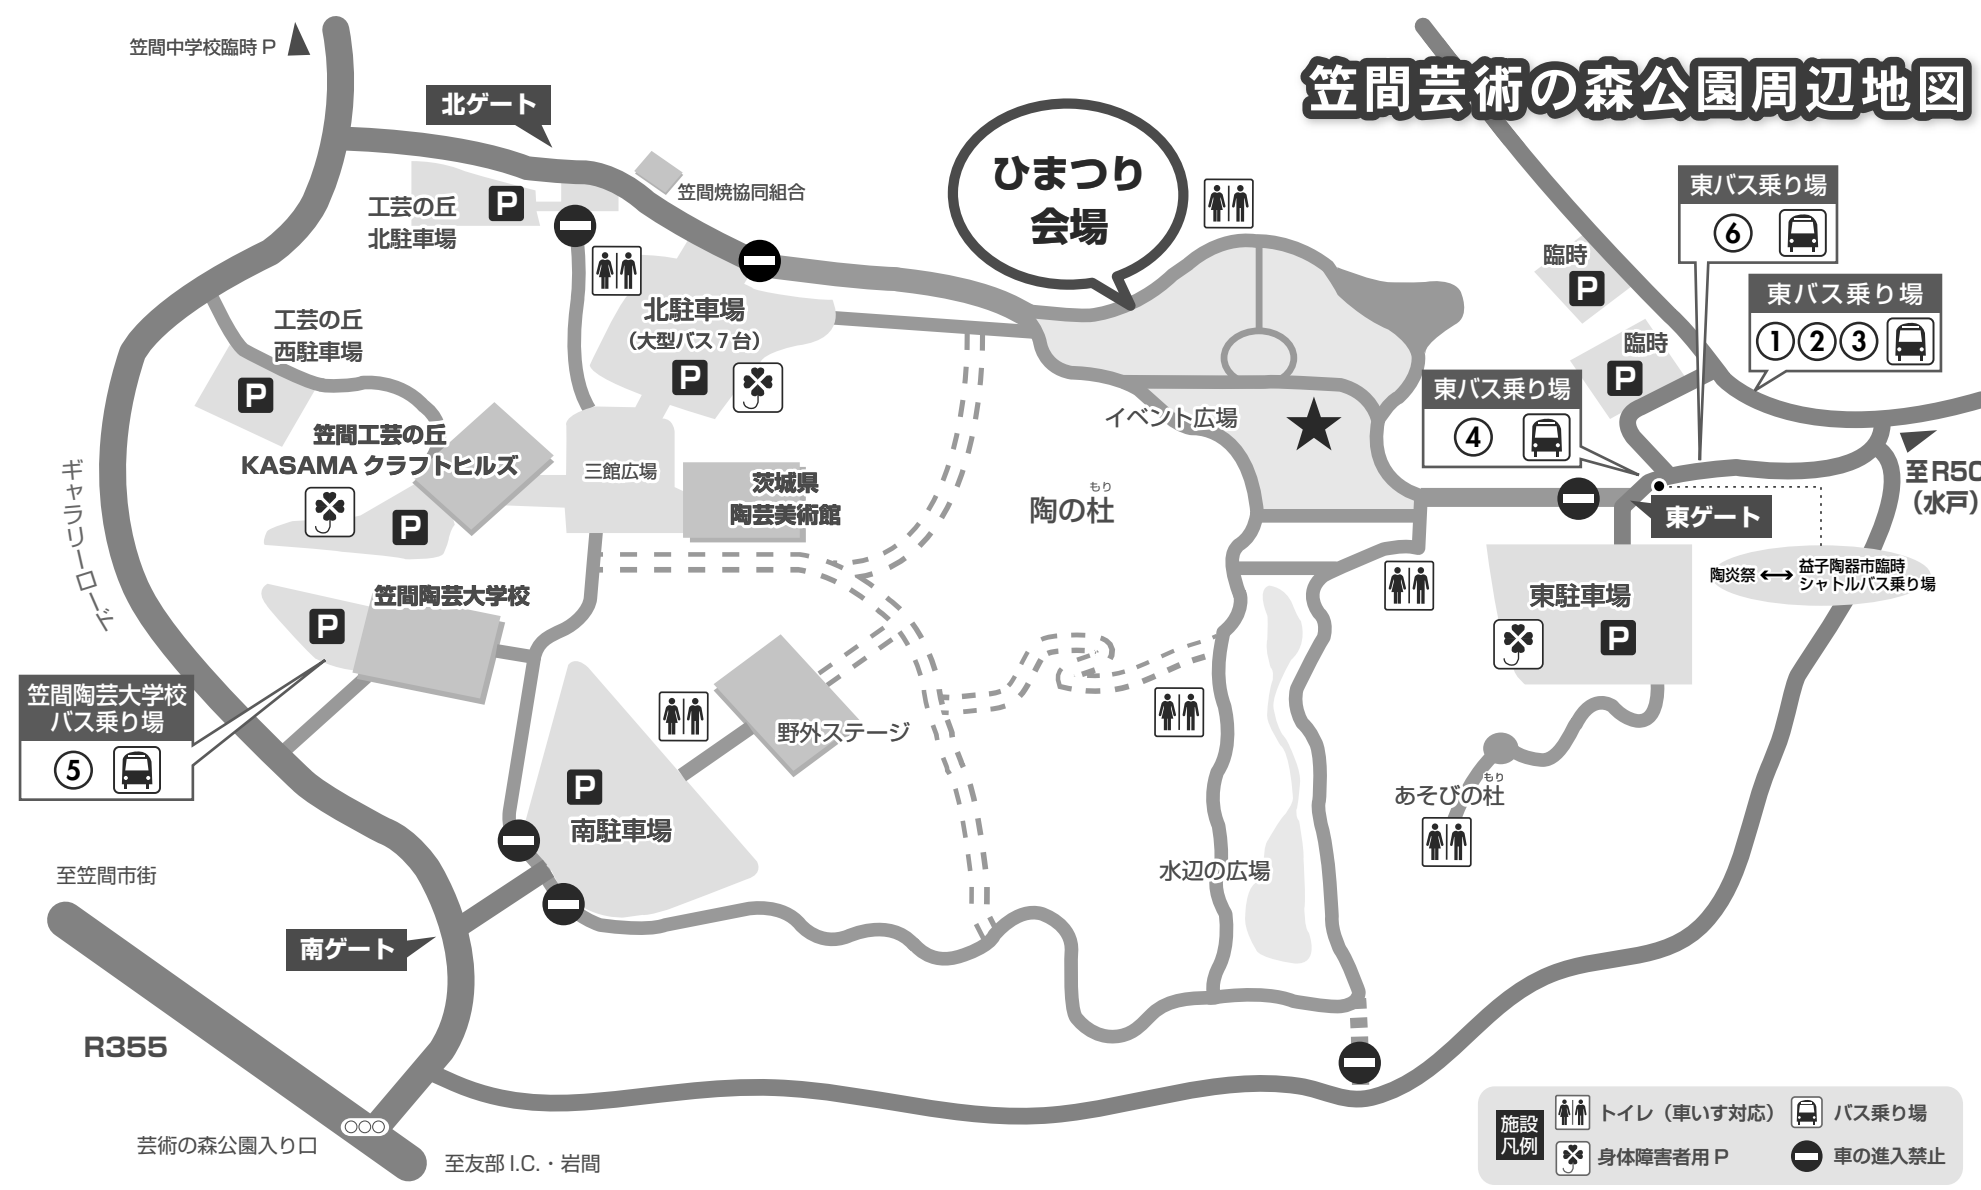 笠間芸術の森公園周辺地図
笠間中学校臨時 P
北ゲート
笠間焼協同組合
工芸の丘
北駐車場
P
ひまつり
会場
東バス乗り場
6
臨時
P
東バス乗り場
1 2 3
臨時
P
北駐車場
（大型バス 7 台）
P
工芸の丘
西駐車場
P
東バス乗り場
4
イベント広場
笠間工芸の丘
KASAMA クラフトヒルズ
P
三館広場
茨城県
陶芸美術館
もり
陶の杜
至R50
（水戸）
東ゲート
ギャラリーロード
陶炎祭
益子陶器市臨時
シャトルバス乗り場
笠間陶芸大学校
P
東駐車場
P
笠間陶芸大学校
バス乗り場
5
野外ステージ
P
南駐車場
もり
あそびの杜
水辺の広場
至笠間市街
南ゲート
R355
芸術の森公園入り口
至友部 I.C.・岩間
施設
凡例
トイレ（車いす対応）
バス乗り場
身体障害者用 P
車の進入禁止